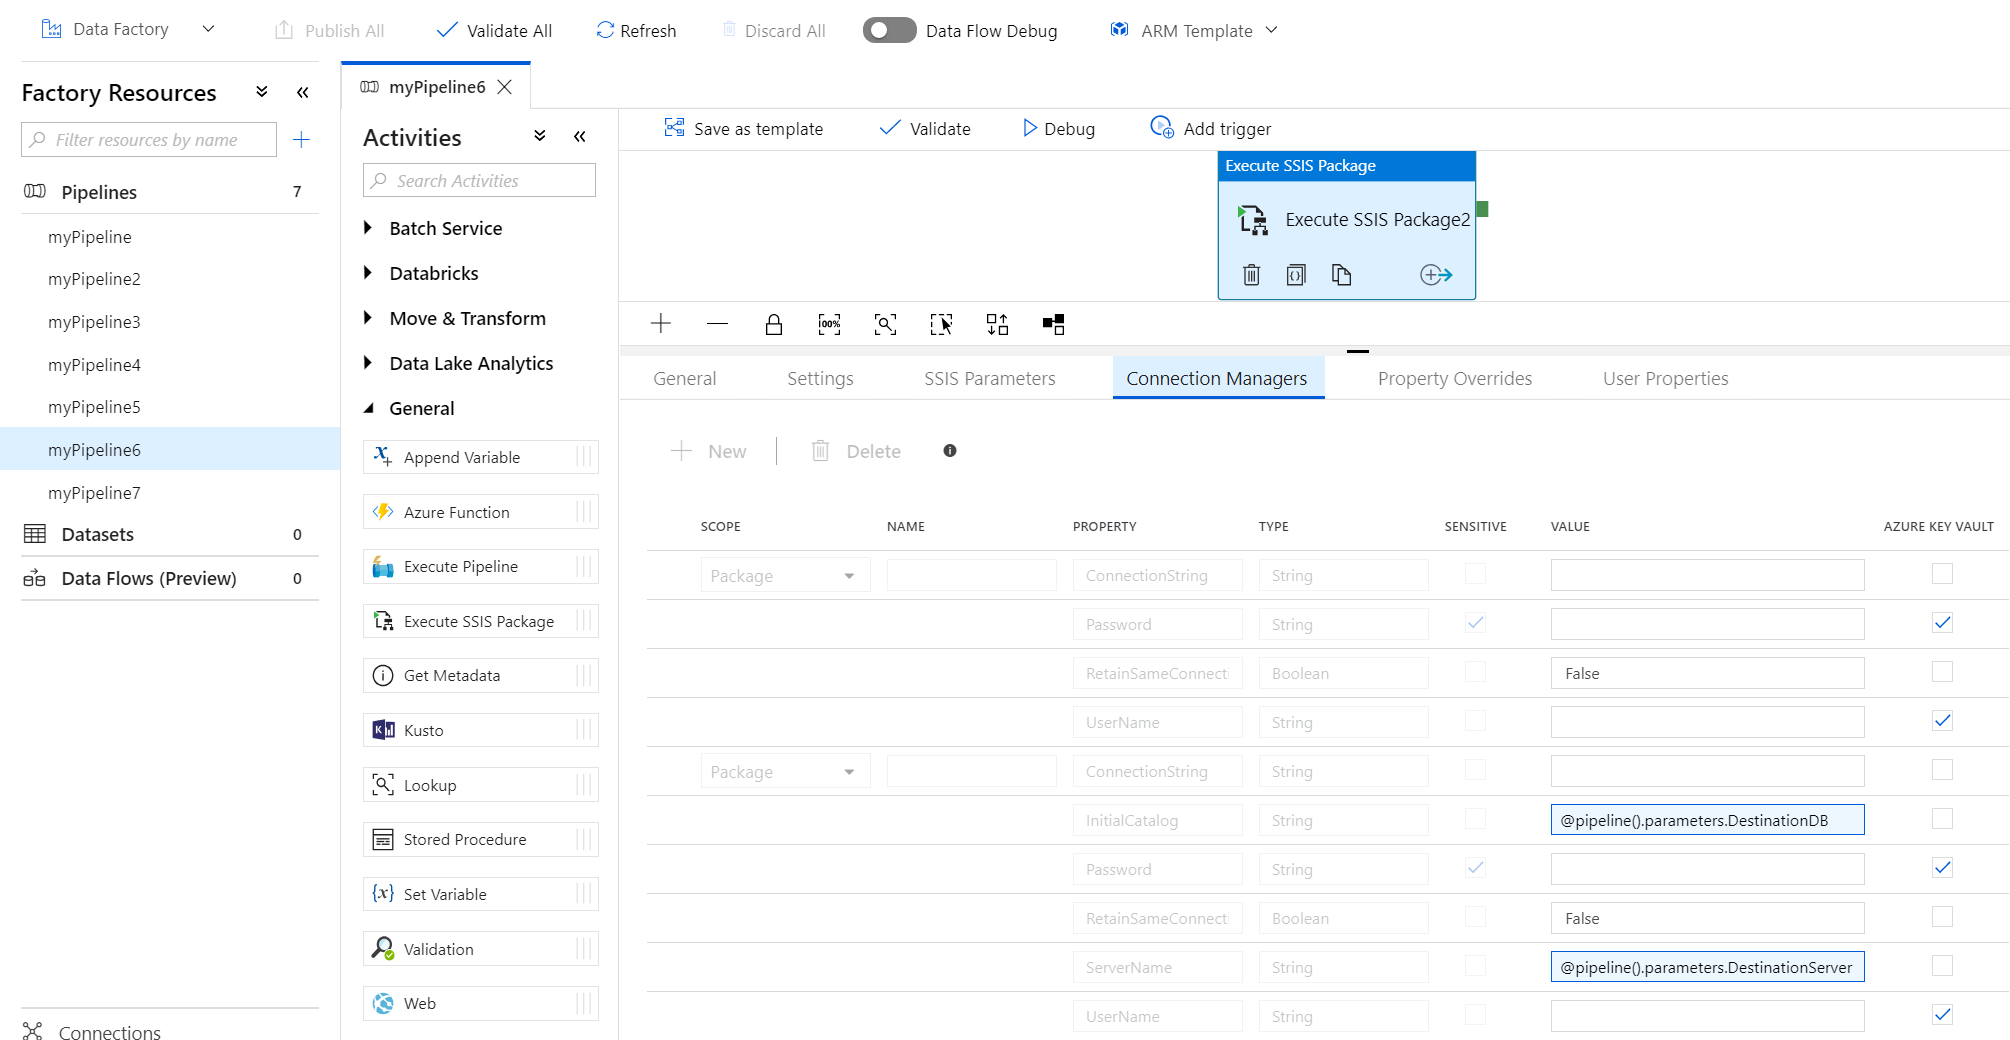 Data Factory
Publish All
Validate All
Refresh
Discard All
Data Flow Debug
ARM Template
Factory Resources
Filter resources by name
Pipelines 7
myPipeline
myPipeline2
myPipeline3
myPipeline4
myPipeline5
myPipeline6
myPipeline7
Datasets 0
Data Flows (Preview) 0
Connections
myPipeline6
Activities
Search Activities
Batch Service
Databricks
Move & Transform
Data Lake Analytics
General
Append Variable
Azure Function
Execute Pipeline
Execute SSIS Package
Get Metadata
Kusto
Lookup
Stored Procedure
Set Variable
Validation
Web
Save as template
Validate
Debug
Add trigger
Execute SSIS Package
Execute SSIS Package2
100%
General
Settings
SSIS Parameters
Connection Managers
Property Overrides
User Properties
New
Delete
SCOPE NAME PROPERTY TYPE SENSITIVE VALUE AZURE KEY VAULT
Package ConnectionString String
Password String
RetainSameConnecti Boolean False
UserName String
Package ConnectionString String
InitialCatalog String @pipeline().parameters.DestinationDB
Password String
RetainSameConnecti Boolean False
ServerName String @pipeline().parameters.DestinationServer
UserName String